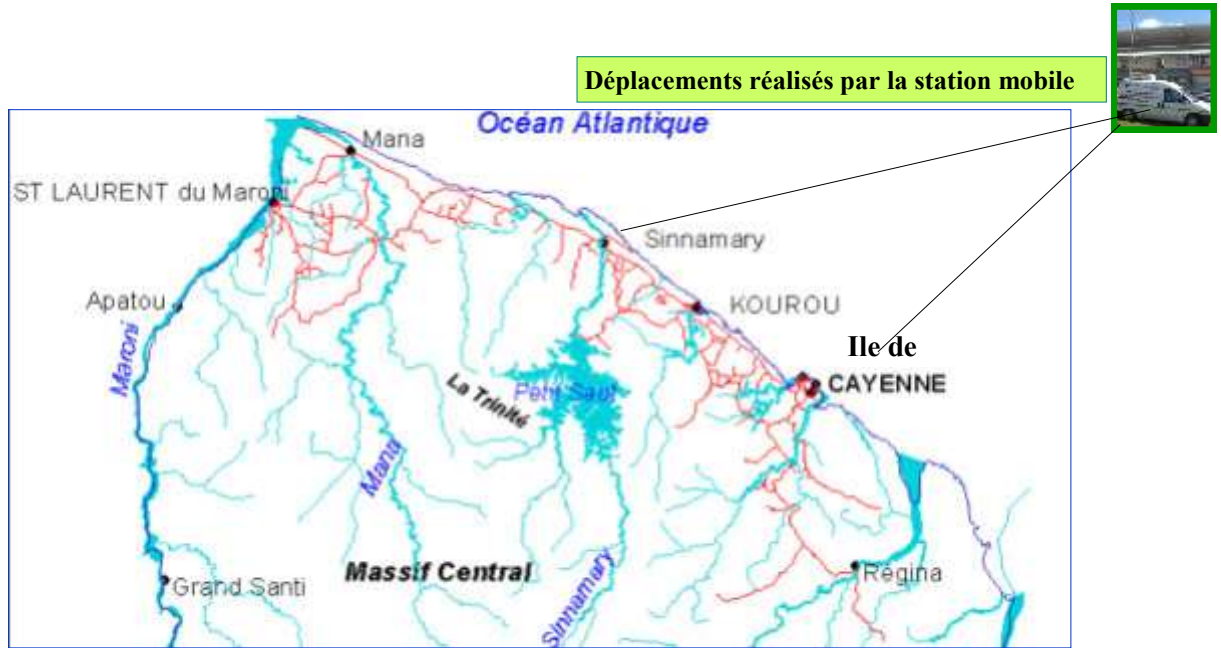 Déplacements réalisés par la station mobile
Océan Atlantique
Mana
ST LAURENT du Maroni
Sinnamary
Apatou
KOUROU
Ile de
CAYENNE
Maroni
La Trinité
Petit Saut
Mana
Massif Central
Sinnamary
Régina
Grand Santi